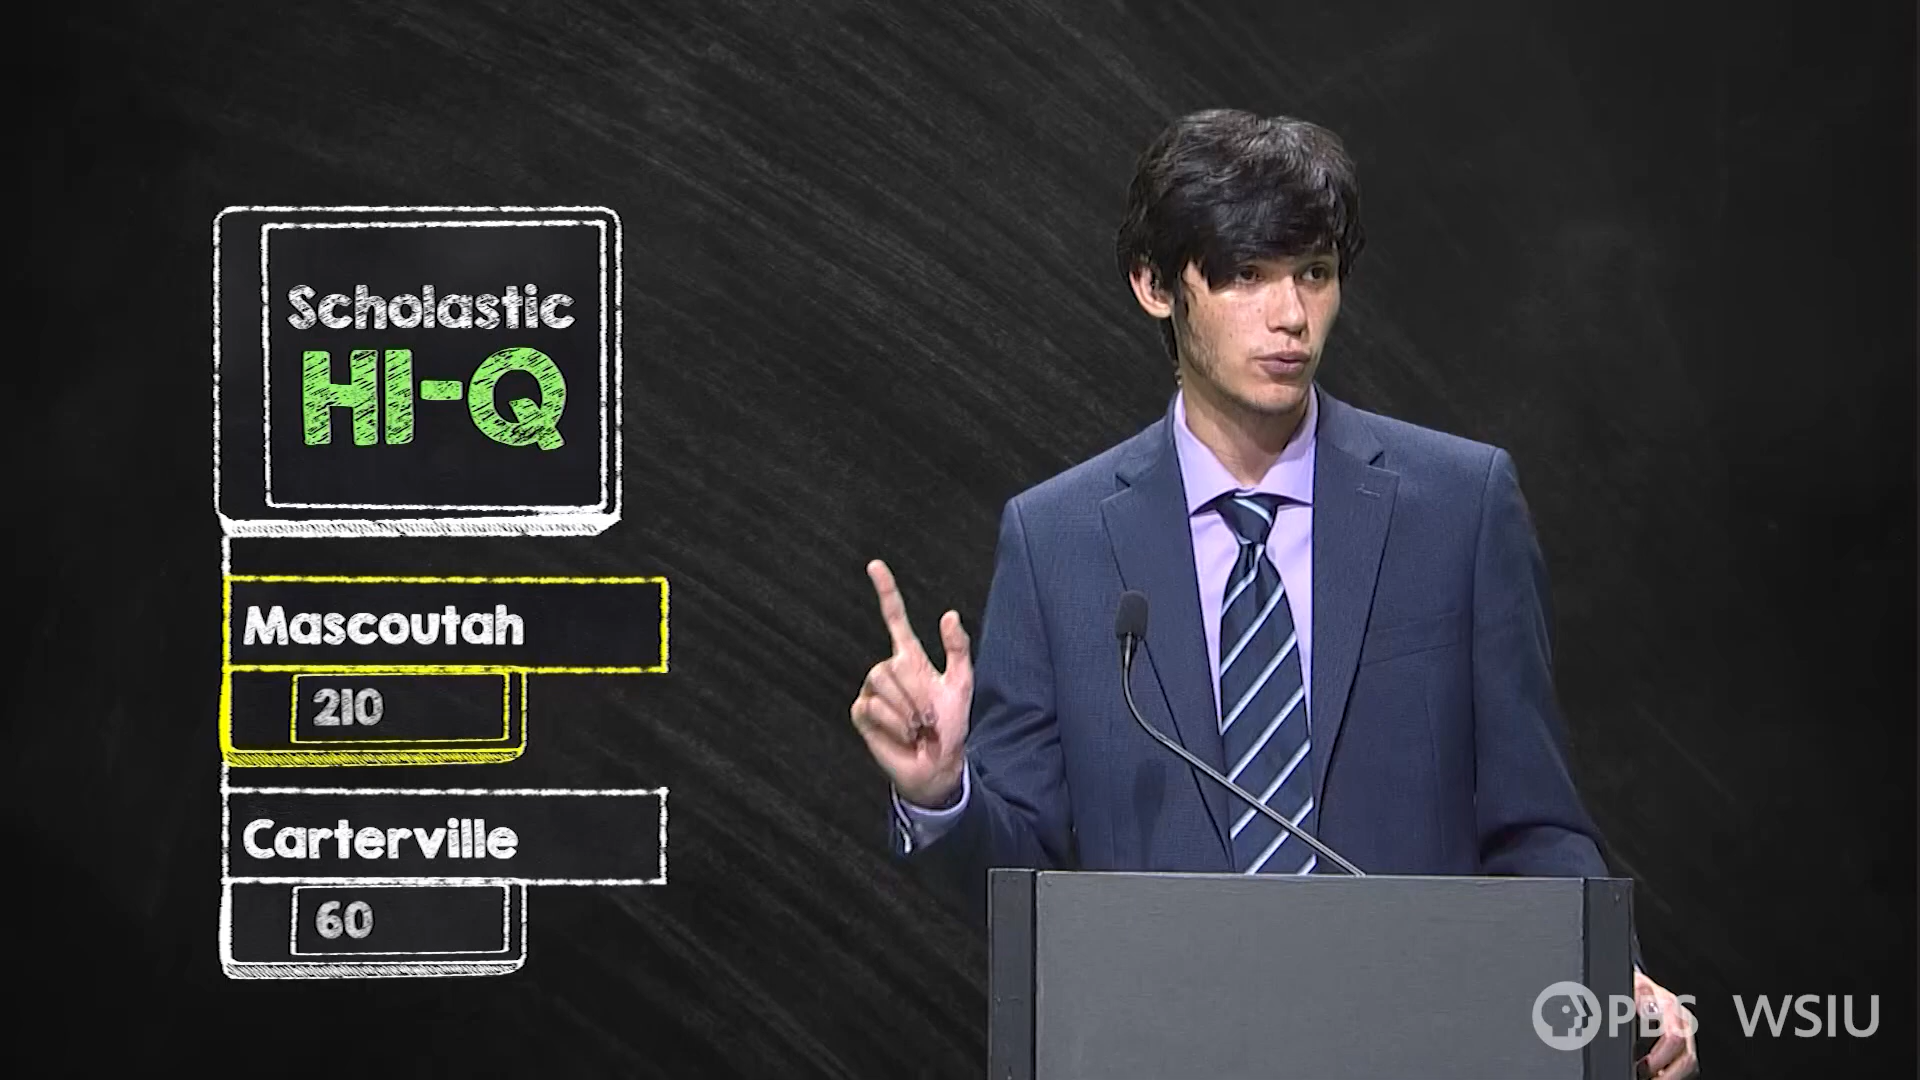 Scholastic
HI-Q
Mascoutah
210
Carterville
60
PBS WSIU